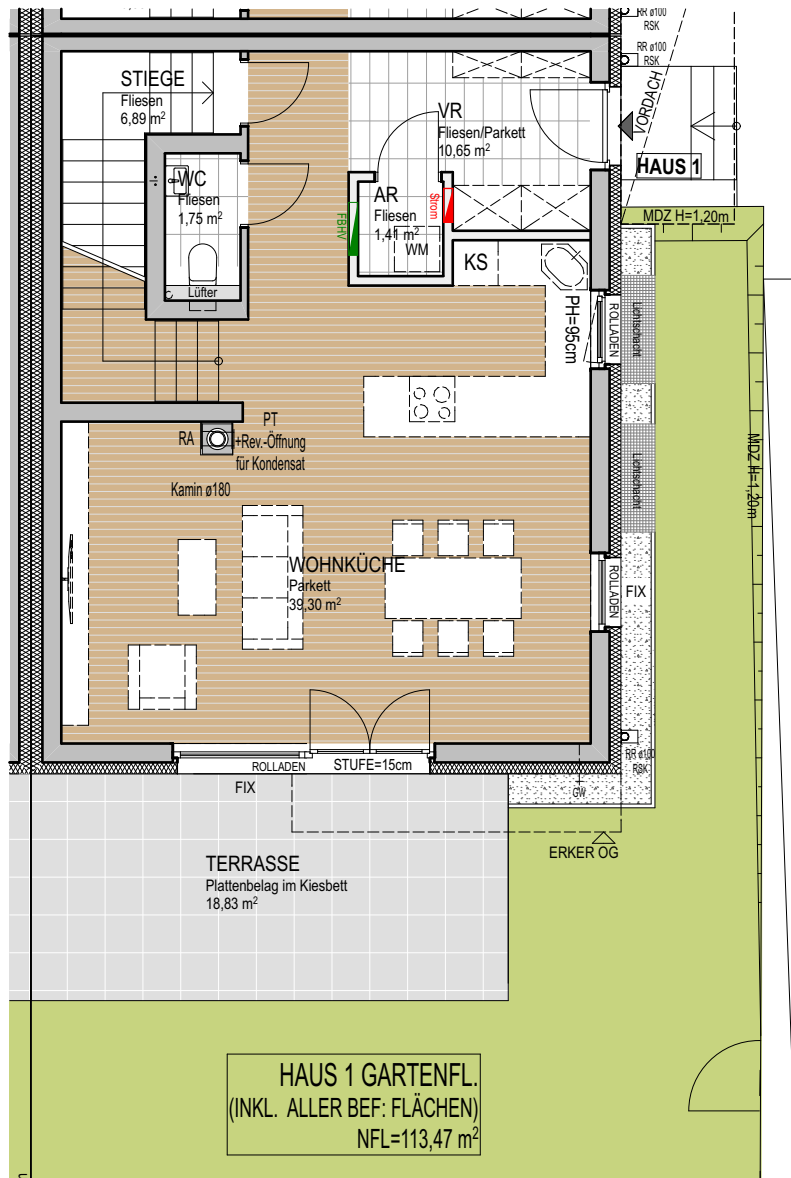 RR ø100
RSK
RR ø100
RSK
VORDACH
STIEGE
Fliesen
6,89 m²
VR
Fliesen/Parkett
10,65 m²
HAUS 1
MDZ H=1,20m
WC
Fliesen
1,75 m²
AR
Fliesen
1,41 m²
FBHV
Strom
WM
KS
Lüfter
PH=95cm
ROLLADEN
Lichtschacht
Lichtschacht
MDZ H=1,20m
RA
PT
+Rev.-Öffnung
für Kondensat
Kamin ø180
WOHNKÜCHE
Parkett
39,30 m²
ROLLADEN
FIX
RR ø100
RSK
ROLLADEN
STUFE=15cm
FIX
GW
ERKER OG
TERRASSE
Plattenbelag im Kiesbett
18,83 m²
HAUS 1 GARTENFL.
(INKL. ALLER BEF: FLÄCHEN)
NFL=113,47 m²